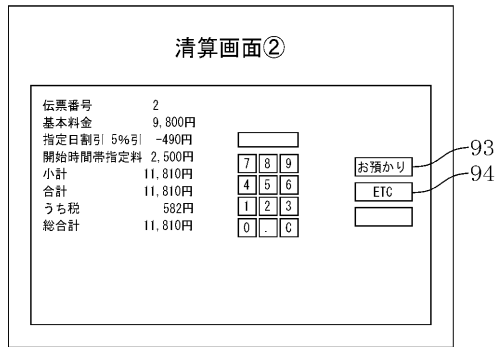 清算画面②
伝票番号 2
基本料金 9,800円
指定日割引 5%引 -490円
開始時間帯指定料 2,500円
小計 11,810円
合計 11,810円
うち税 582円
総合計 11,810円
7 8 9
4 5 6
1 2 3
0 . C
お預かり 93
ETC 94